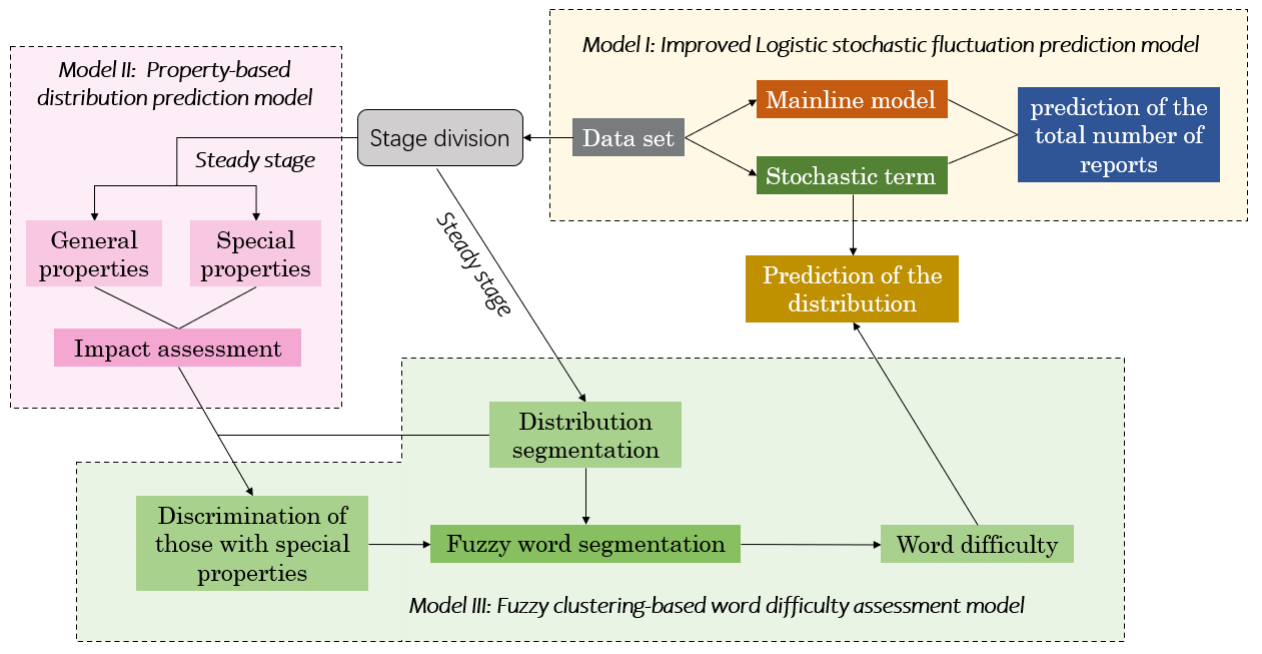 Model I: Improved Logistic stochastic fluctuation prediction model
Model II: Property-based
distribution prediction model
Mainline model
prediction of the
total number of
reports
Stage division
Data set
Steady stage
Stochastic term
General
properties
Special
properties
Steady stage
Prediction of the
distribution
Impact assessment
Distribution
segmentation
Discrimination of
those with special
properties
Fuzzy word segmentation
Word difficulty
Model III: Fuzzy clustering-based word difficulty assessment model